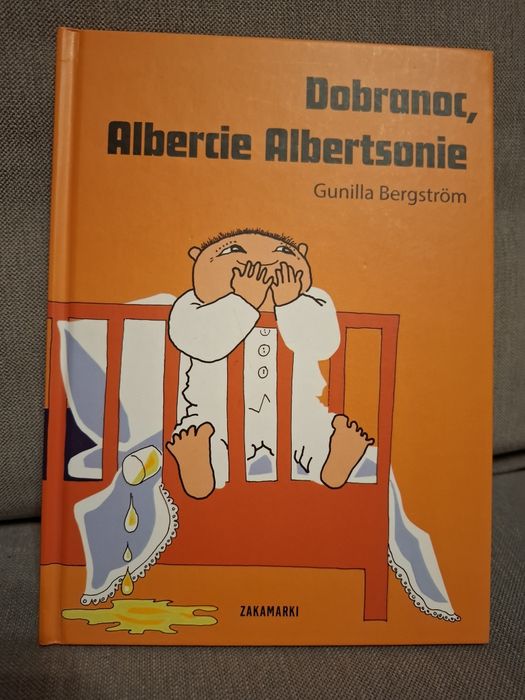 Dobranoc,
Albercie Albertsonie
Gunilla Bergström
ZAKAMARKI